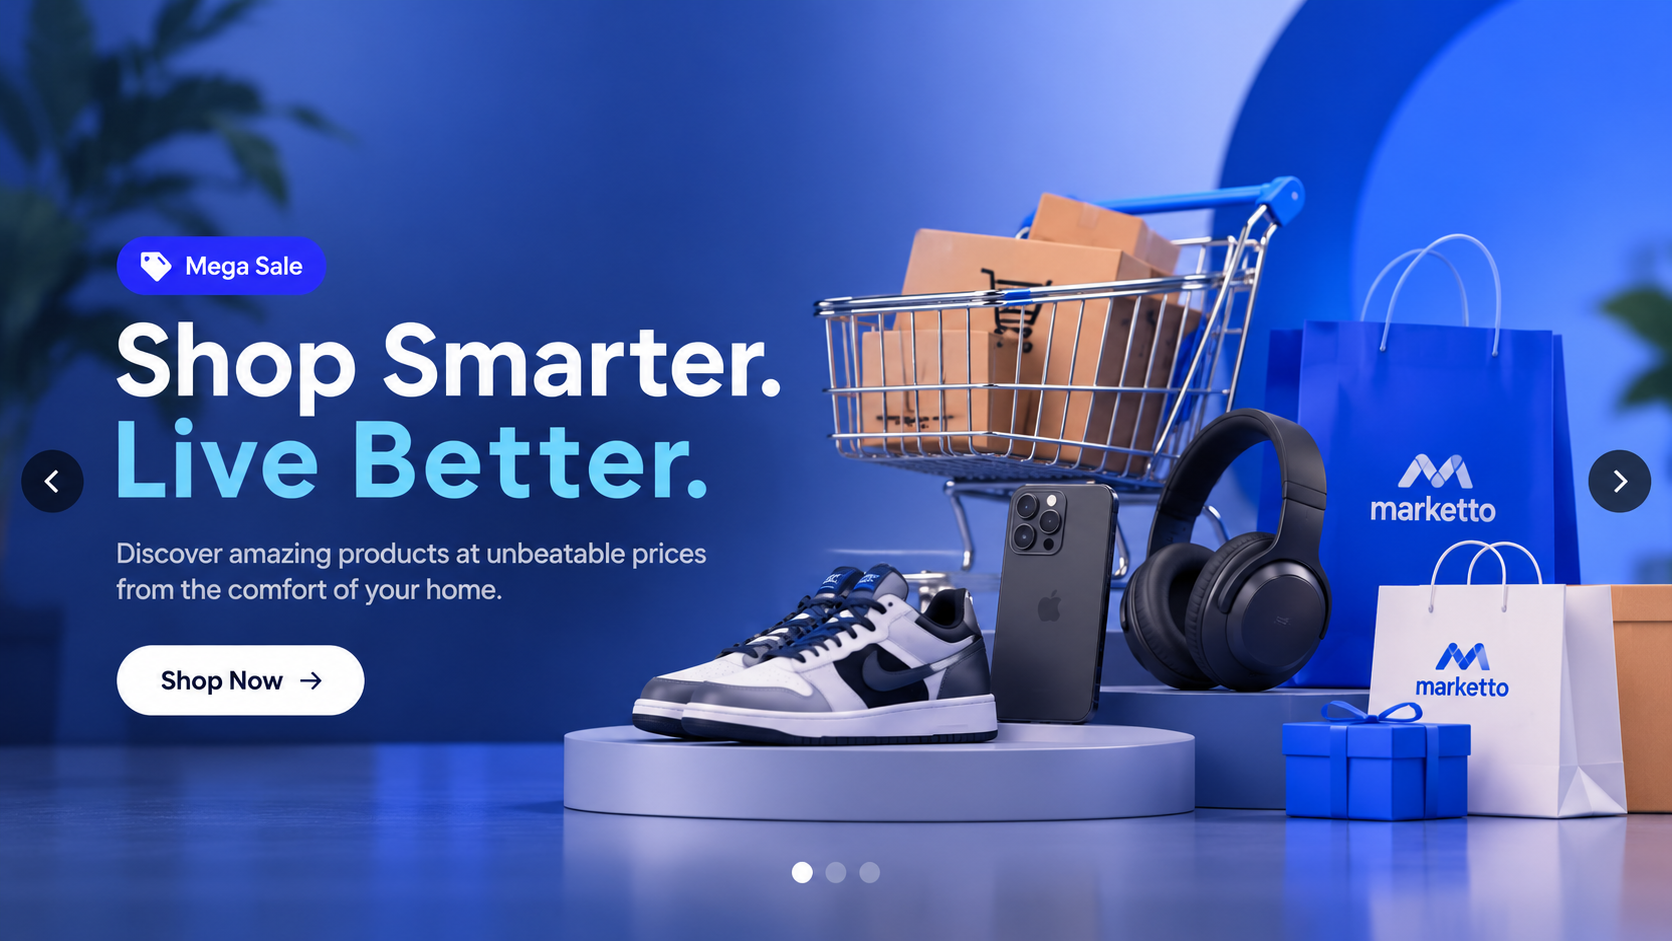 Mega Sale
Shop Smarter.
Live Better.
Discover amazing products at unbeatable prices
from the comfort of your home.
Shop Now
marketto
marketto